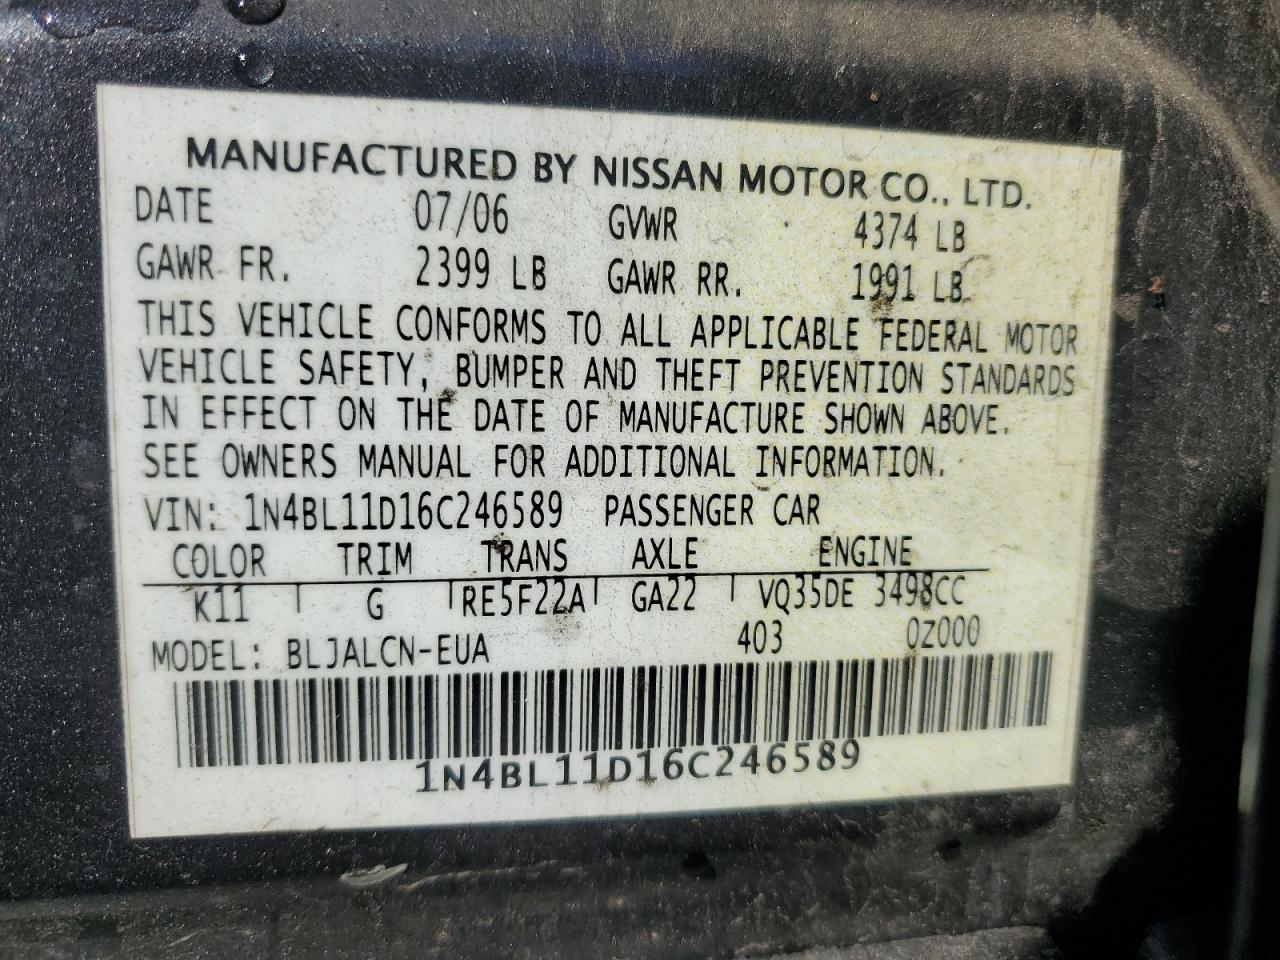 MANUFACTURED BY NISSAN MOTOR CO., LTD.
DATE 07/06 GVWR 4374 LB
GAWR FR. 2399 LB GAWR RR. 1991 LB
THIS VEHICLE CONFORMS TO ALL APPLICABLE FEDERAL MOTOR
VEHICLE SAFETY, BUMPER AND THEFT PREVENTION STANDARDS
IN EFFECT ON THE DATE OF MANUFACTURE SHOWN ABOVE.
SEE OWNERS MANUAL FOR ADDITIONAL INFORMATION.
VIN: 1N4BL11D16C246589 PASSENGER CAR
COLOR TRIM TRANS AXLE ENGINE
K11 G RE5F22A GA22 VQ35DE 3498CC
MODEL: BLJALCN-EUA 403 0Z000
1N4BL11D16C246589